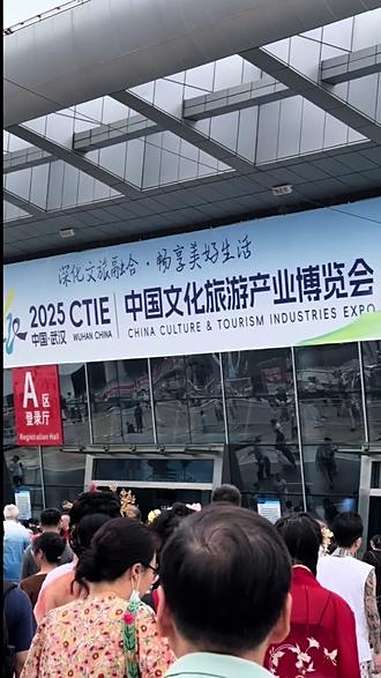 深化文旅融合·畅享美好生活
2025 CTIE
中国·武汉 WUHAN CHINA
中国文化旅游产业博览会
CHINA CULTURE & TOURISM INDUSTRIES EXPO
A区
登录厅
Registration Hall